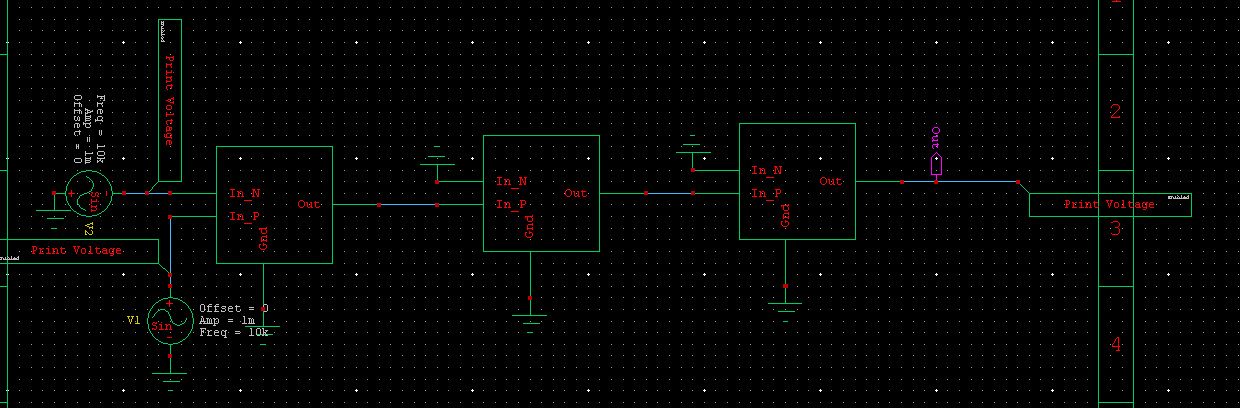 Enabled
Print Voltage
Freq = 10k
Amp = 1m
Offset = 0
+
Sin
-
V2
In_N
In_P
Out
Gnd
Print Voltage
Enabled
V1
+
Sin
-
Offset = 0
Amp = 1m
Freq = 10k
In_N
In_P
Out
Gnd
In_N
In_P
Out
Gnd
Out
Print Voltage
Enabled
2
3
4